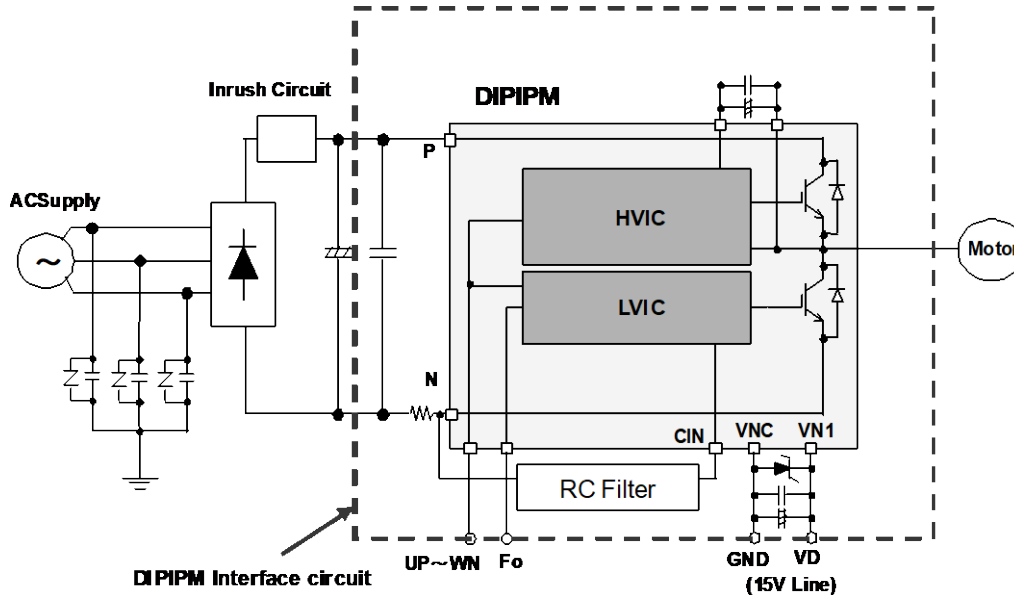 Inrush Circuit
DIPIPM
P
ACSupply
~
HVIC
Motor
LVIC
N
CIN
VNC
VN1
RC Filter
UP~WN
Fo
GND
VD
(15V Line)
DIPIPM Interface circuit